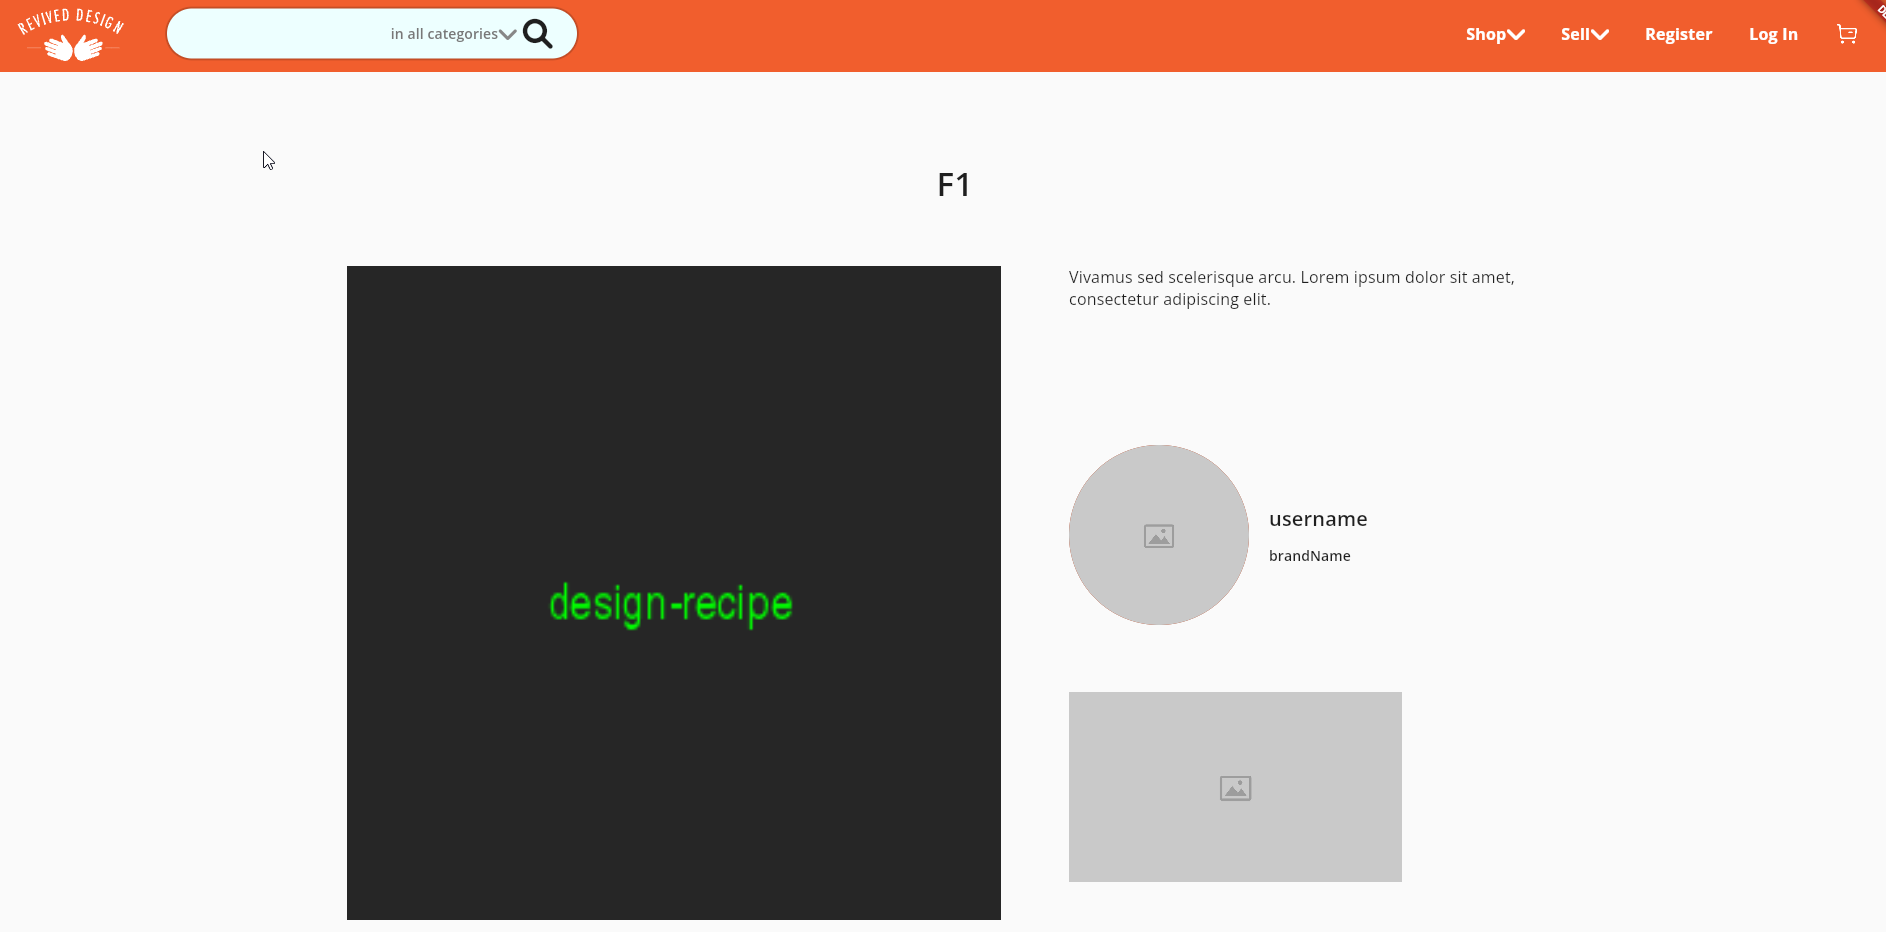 REVIVED DESIGN
in all categories
Shop
Sell
Register
Log In
F1
Vivamus sed scelerisque arcu. Lorem ipsum dolor sit amet,
consectetur adipiscing elit.
design-recipe
username
brandName